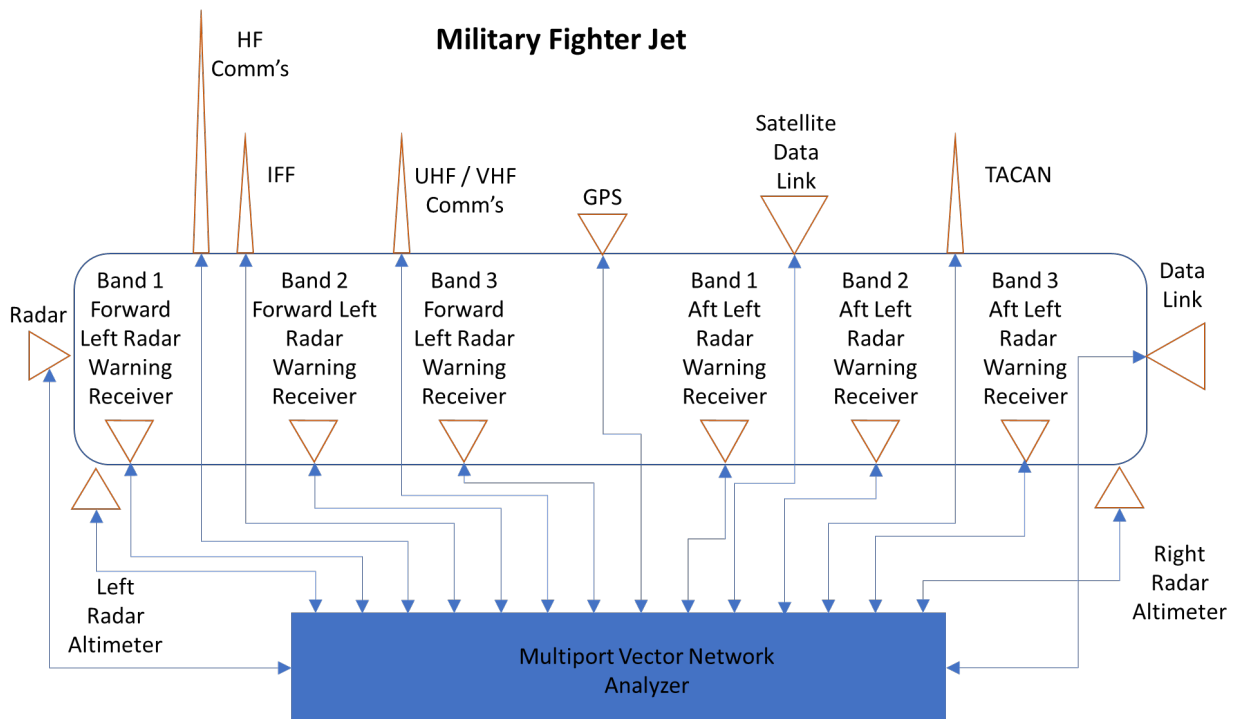 Military Fighter Jet
HF
Comm's
IFF
UHF / VHF
Comm's
GPS
Satellite
Data
Link
TACAN
Data
Link
Radar
Band 1
Forward
Left Radar
Warning
Receiver
Band 2
Forward Left
Radar
Warning
Receiver
Band 3
Forward
Left Radar
Warning
Receiver
Band 1
Aft Left
Radar
Warning
Receiver
Band 2
Aft Left
Radar
Warning
Receiver
Band 3
Aft Left
Radar
Warning
Receiver
Left
Radar
Altimeter
Right
Radar
Altimeter
Multiport Vector Network
Analyzer